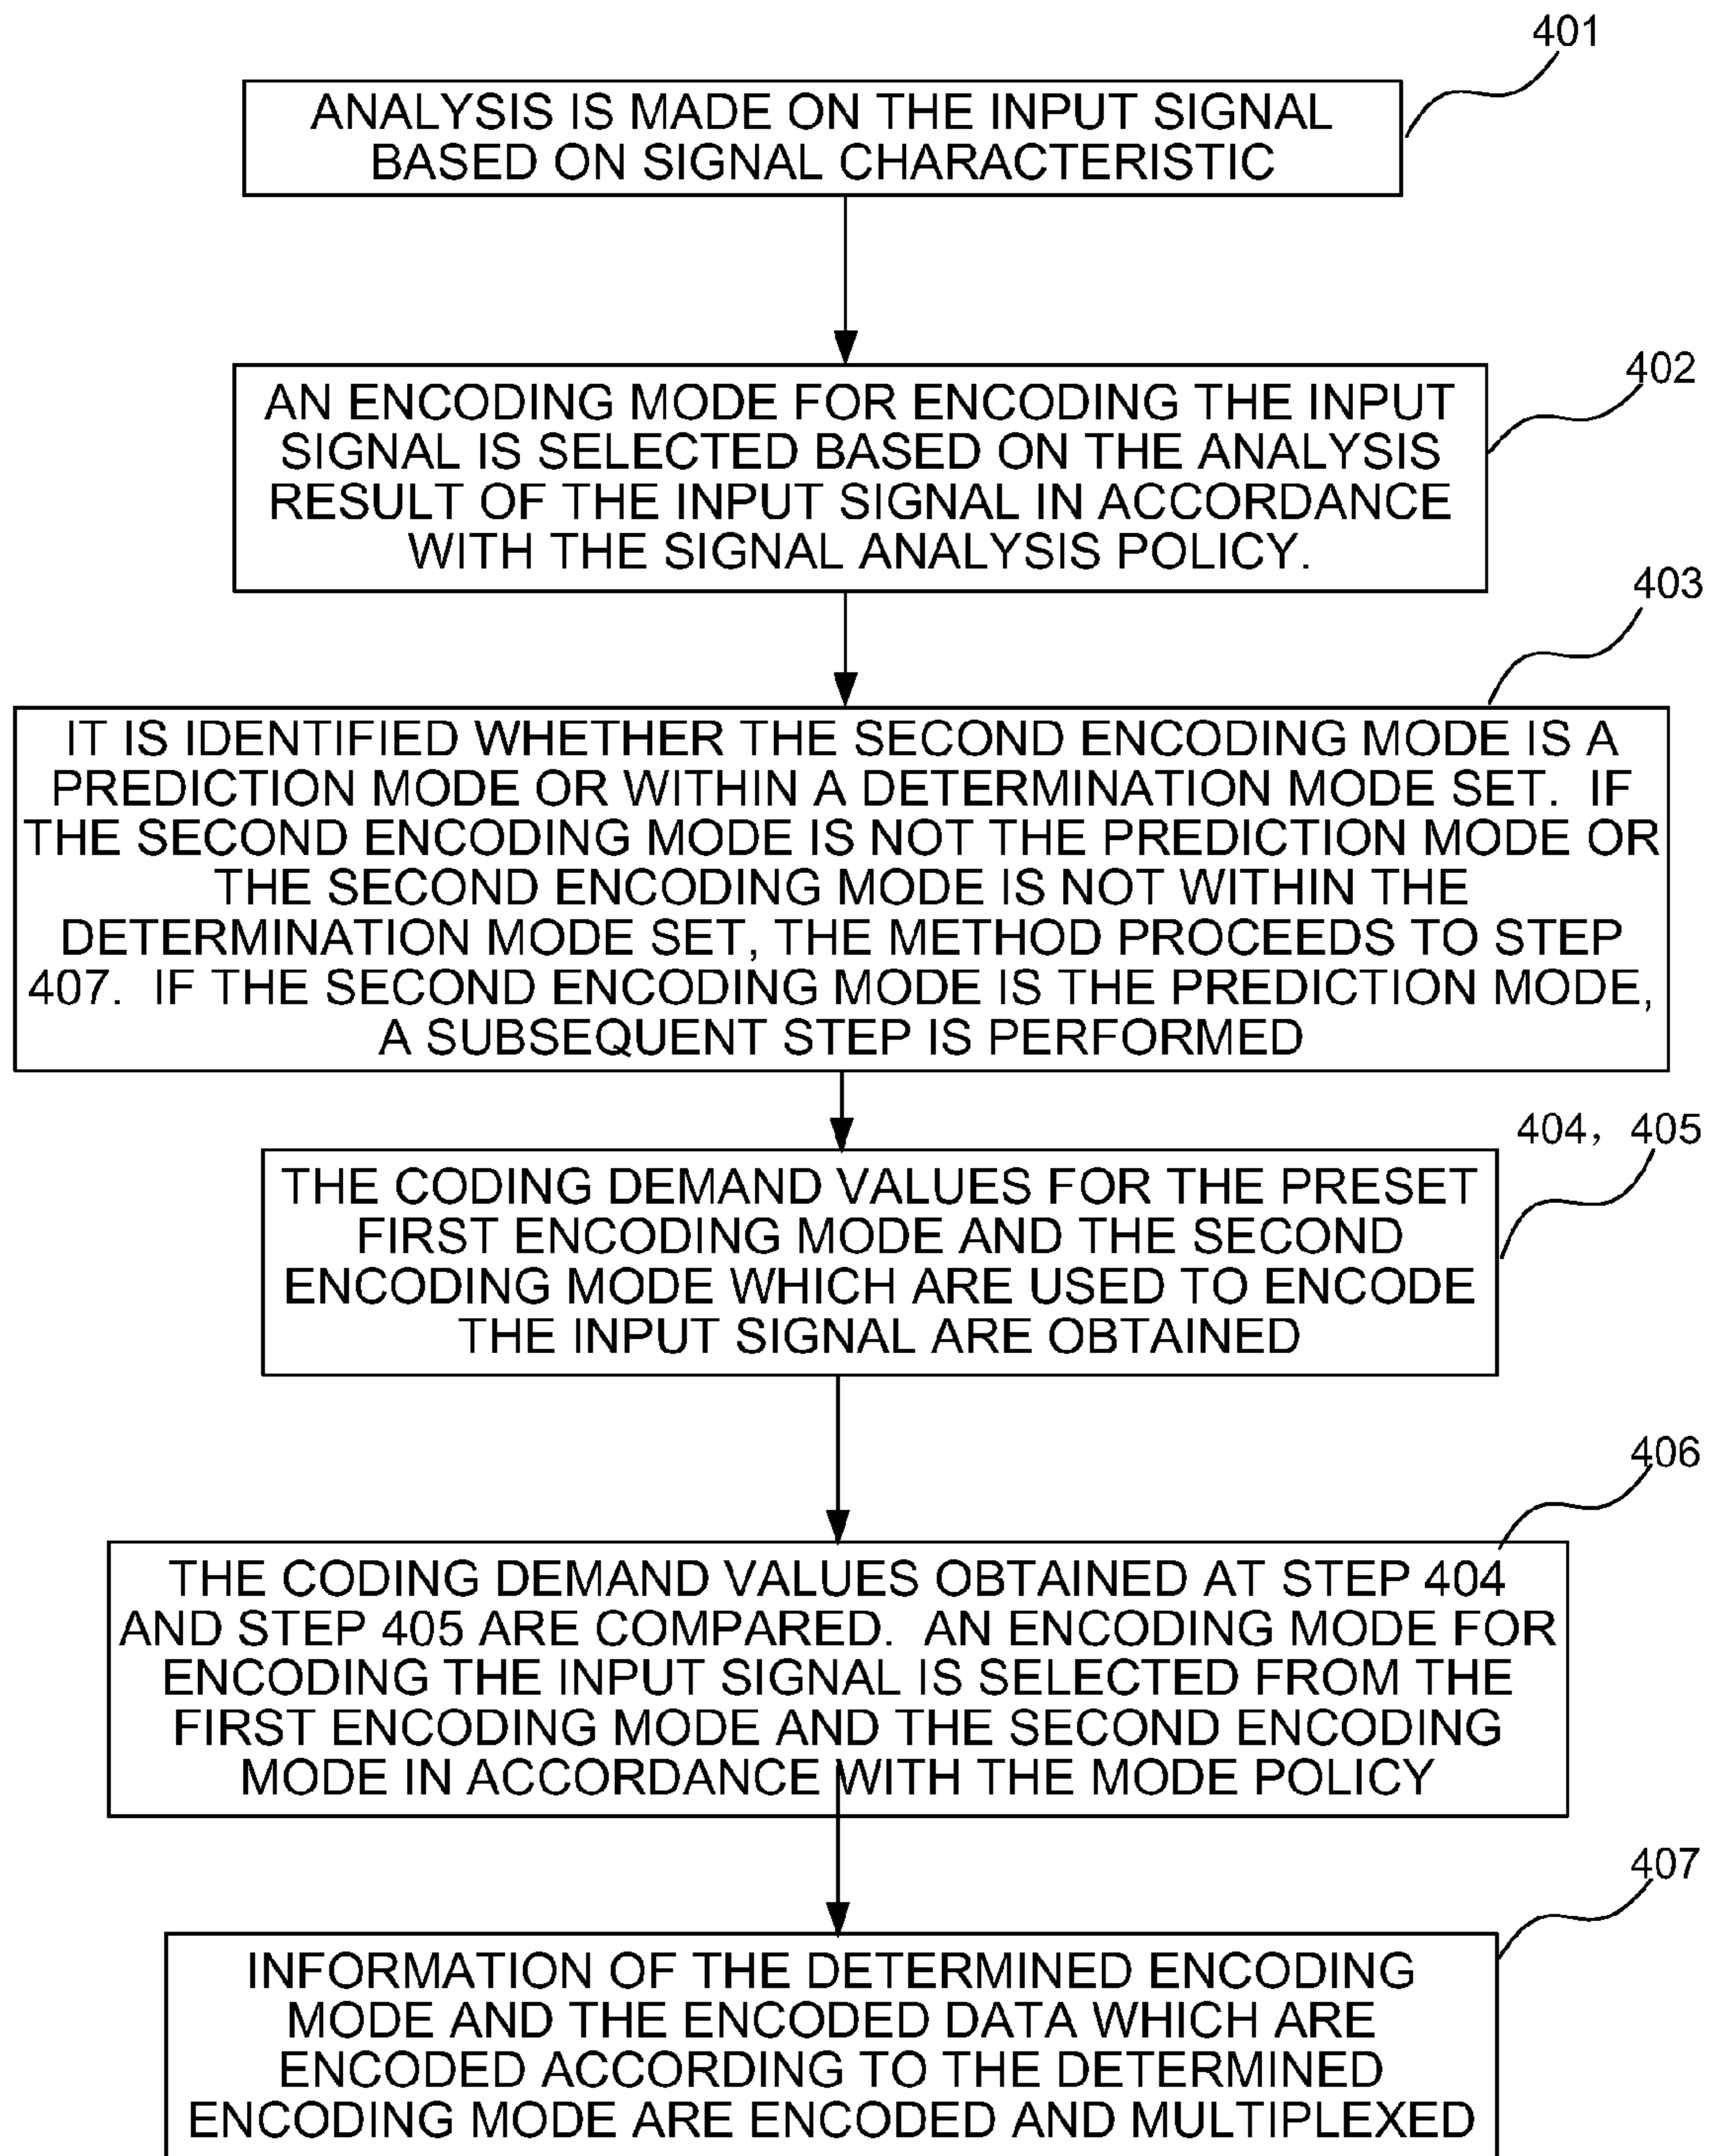 401
ANALYSIS IS MADE ON THE INPUT SIGNAL
BASED ON SIGNAL CHARACTERISTIC
402
AN ENCODING MODE FOR ENCODING THE INPUT
SIGNAL IS SELECTED BASED ON THE ANALYSIS
RESULT OF THE INPUT SIGNAL IN ACCORDANCE
WITH THE SIGNAL ANALYSIS POLICY.
403
IT IS IDENTIFIED WHETHER THE SECOND ENCODING MODE IS A
PREDICTION MODE OR WITHIN A DETERMINATION MODE SET. IF
THE SECOND ENCODING MODE IS NOT THE PREDICTION MODE OR
THE SECOND ENCODING MODE IS NOT WITHIN THE
DETERMINATION MODE SET, THE METHOD PROCEEDS TO STEP
407. IF THE SECOND ENCODING MODE IS THE PREDICTION MODE,
A SUBSEQUENT STEP IS PERFORMED
404, 405
THE CODING DEMAND VALUES FOR THE PRESET
FIRST ENCODING MODE AND THE SECOND
ENCODING MODE WHICH ARE USED TO ENCODE
THE INPUT SIGNAL ARE OBTAINED
406
THE CODING DEMAND VALUES OBTAINED AT STEP 404
AND STEP 405 ARE COMPARED. AN ENCODING MODE FOR
ENCODING THE INPUT SIGNAL IS SELECTED FROM THE
FIRST ENCODING MODE AND THE SECOND ENCODING
MODE IN ACCORDANCE WITH THE MODE POLICY
407
INFORMATION OF THE DETERMINED ENCODING
MODE AND THE ENCODED DATA WHICH ARE
ENCODED ACCORDING TO THE DETERMINED
ENCODING MODE ARE ENCODED AND MULTIPLEXED